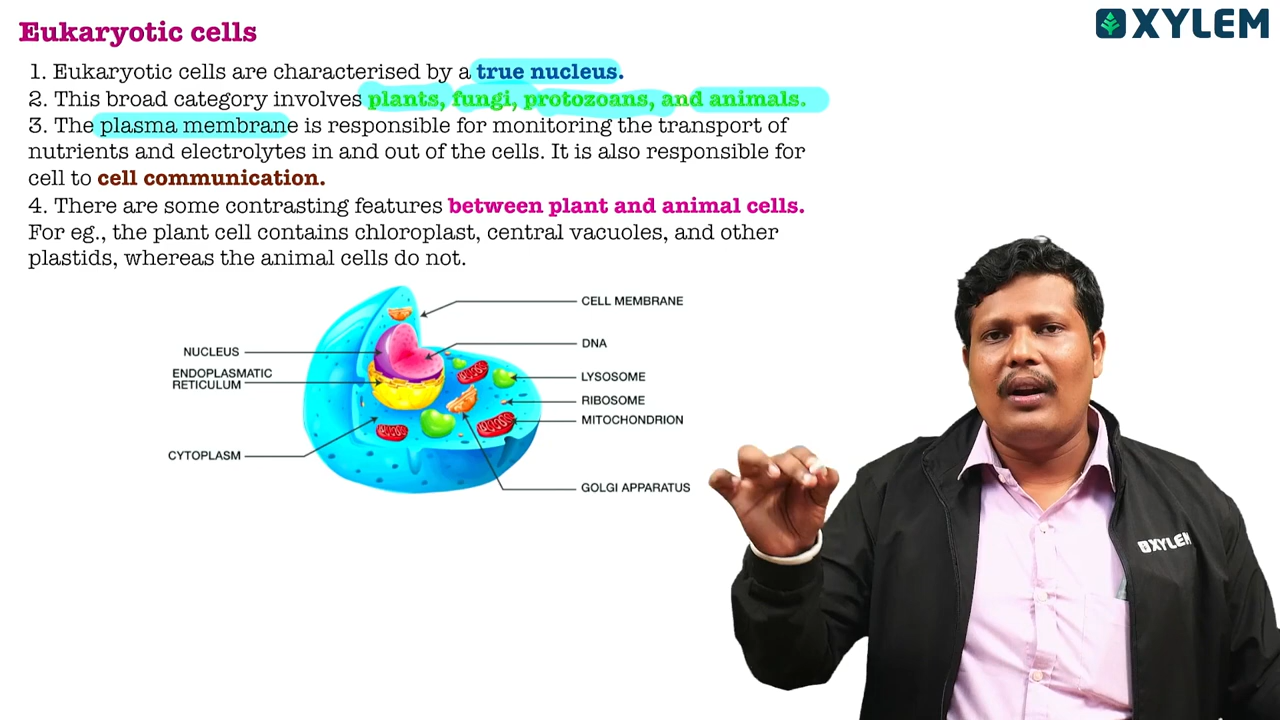 Eukaryotic cells
XYLEM
1. Eukaryotic cells are characterised by a true nucleus.
2. This broad category involves plants, fungi, protozoans, and animals.
3. The plasma membrane is responsible for monitoring the transport of
nutrients and electrolytes in and out of the cells. It is also responsible for
cell to cell communication.
4. There are some contrasting features between plant and animal cells.
For eg., the plant cell contains chloroplast, central vacuoles, and other
plastids, whereas the animal cells do not.
CELL MEMBRANE
DNA
NUCLEUS
ENDOPLASMATIC
RETICULUM
LYSOSOME
RIBOSOME
MITOCHONDRION
CYTOPLASM
GOLGI APPARATUS
XYLEM